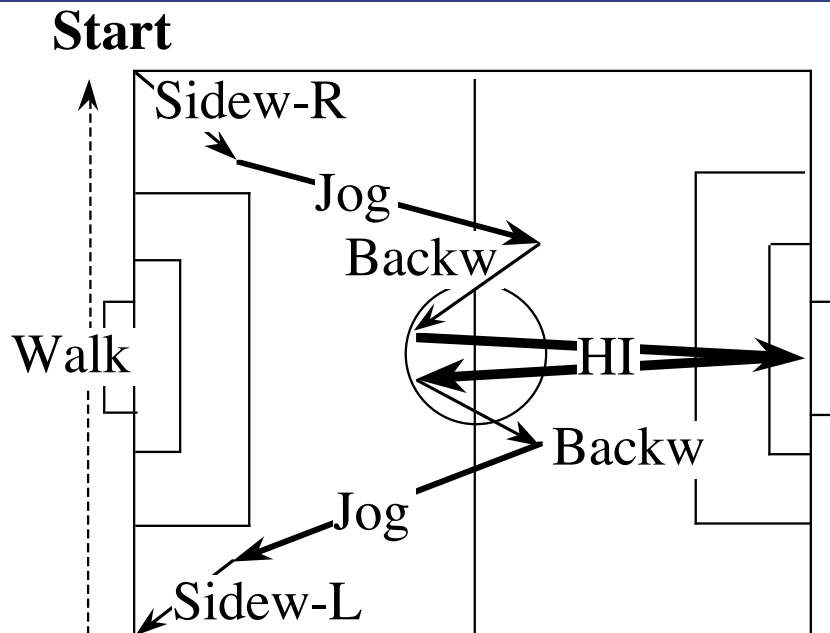 Start
Sidew-R
Jog
Backw
Walk
HI
Backw
Jog
Sidew-L